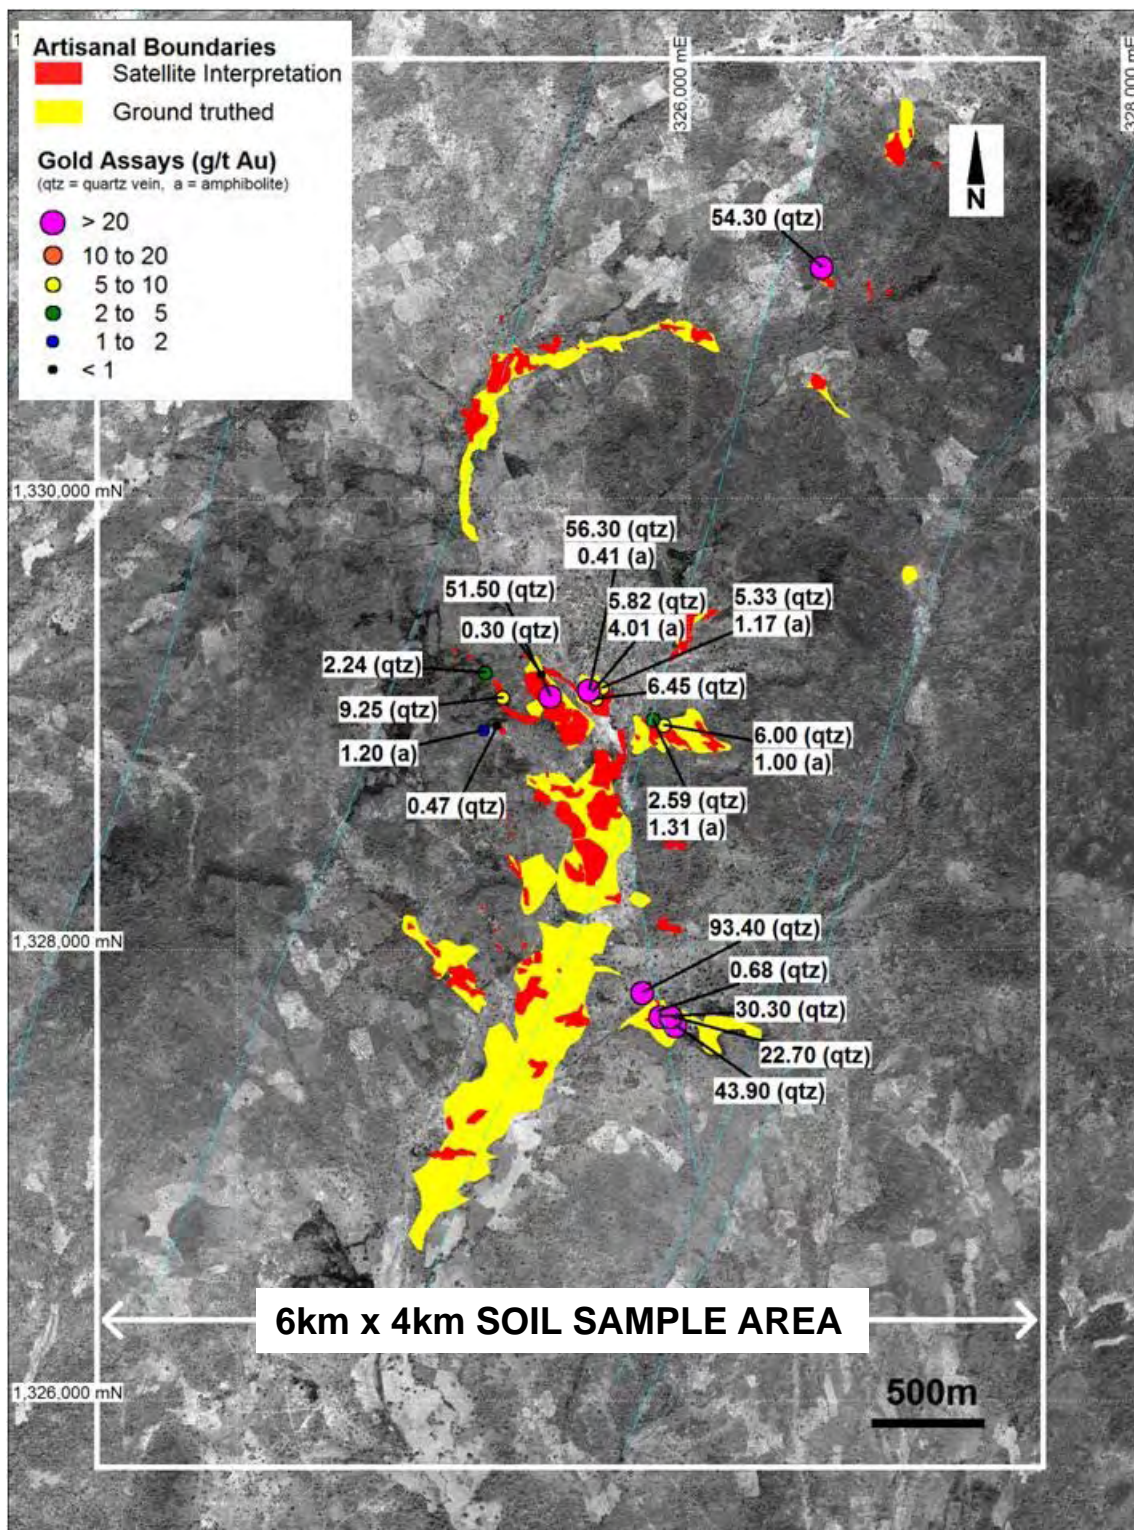 Artisanal Boundaries
Satellite Interpretation
Ground truthed
Gold Assays (g/t Au)
(qtz = quartz vein, a = amphibolite)
> 20
10 to 20
5 to 10
2 to 5
1 to 2
< 1
326,000 mE
328,000 mE
N
54.30 (qtz)
1,330,000 mN
56.30 (qtz)
0.41 (a)
51.50 (qtz)
0.30 (qtz)
5.82 (qtz)
4.01 (a)
5.33 (qtz)
1.17 (a)
2.24 (qtz)
9.25 (qtz)
6.45 (qtz)
1.20 (a)
6.00 (qtz)
1.00 (a)
0.47 (qtz)
2.59 (qtz)
1.31 (a)
1,328,000 mN
93.40 (qtz)
0.68 (qtz)
30.30 (qtz)
22.70 (qtz)
43.90 (qtz)
6km x 4km SOIL SAMPLE AREA
1,326,000 mN
500m